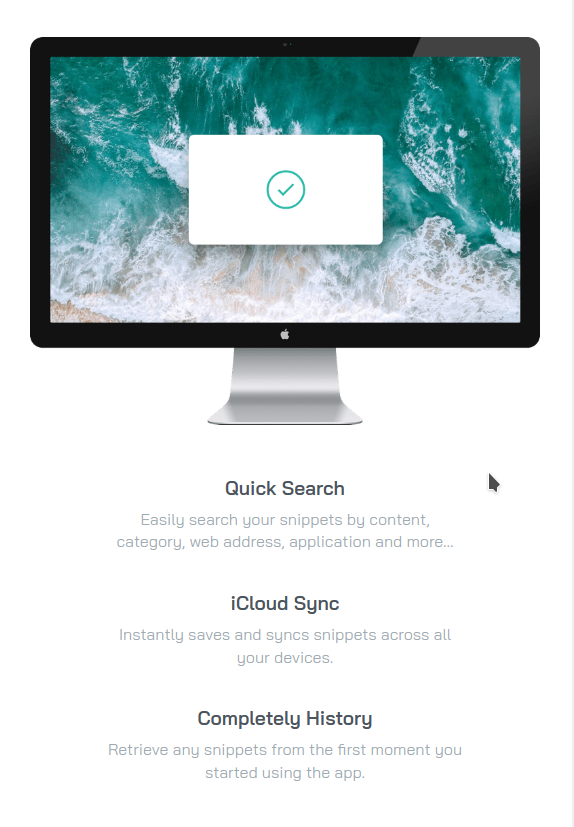 Quick Search
Easily search your snippets by content,
category, web address, application and more...
iCloud Sync
Instantly saves and syncs snippets across all
your devices.
Completely History
Retrieve any snippets from the first moment you
started using the app.